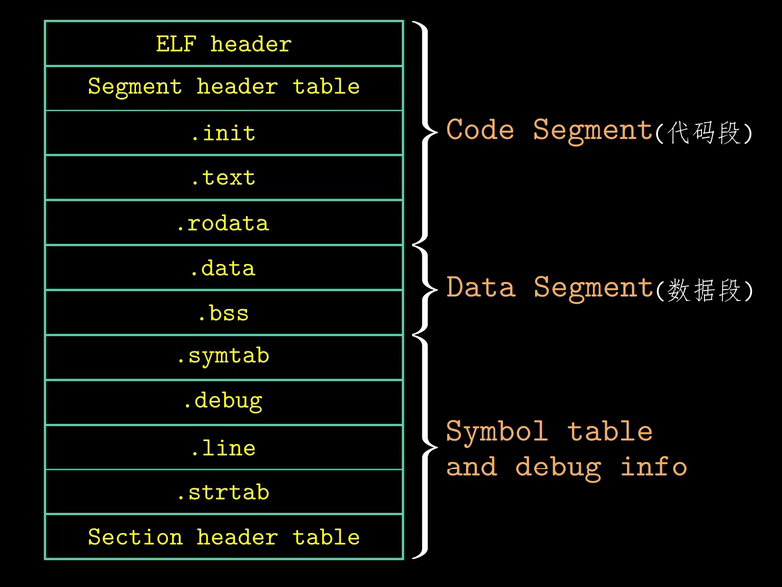 ELF header
Segment header table
.init
.text
.rodata
.data
.bss
.symtab
.debug
.line
.strtab
Section header table
Code Segment(代码段)
Data Segment(数据段)
Symbol table
and debug info